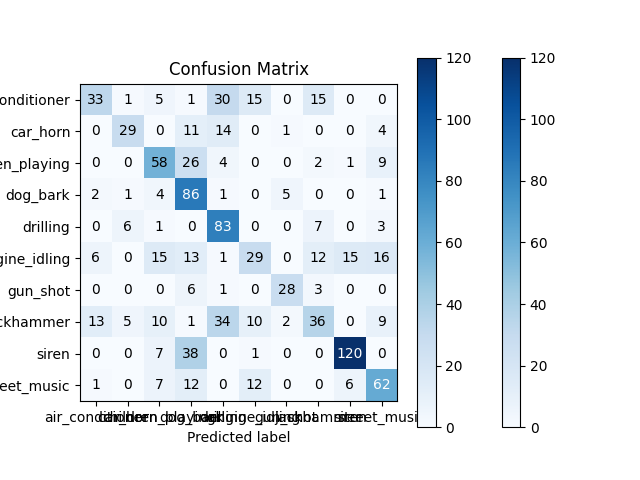 Confusion Matrix
onditioner 33 1 5 1 30 15 0 15 0 0
car_horn 0 29 0 11 14 0 1 0 0 4
en_playing 0 0 58 26 4 0 0 2 1 9
dog_bark 2 1 4 86 1 0 5 0 0 1
drilling 0 6 1 0 83 0 0 7 0 3
gine_idling 6 0 15 13 1 29 0 12 15 16
gun_shot 0 0 0 6 1 0 28 3 0 0
ckhammer 13 5 10 1 34 10 2 36 0 9
siren 0 0 7 38 0 1 0 0 120 0
eet_music 1 0 7 12 0 12 0 0 6 62
Predicted label
120
100
80
60
40
20
0
120
100
80
60
40
20
0